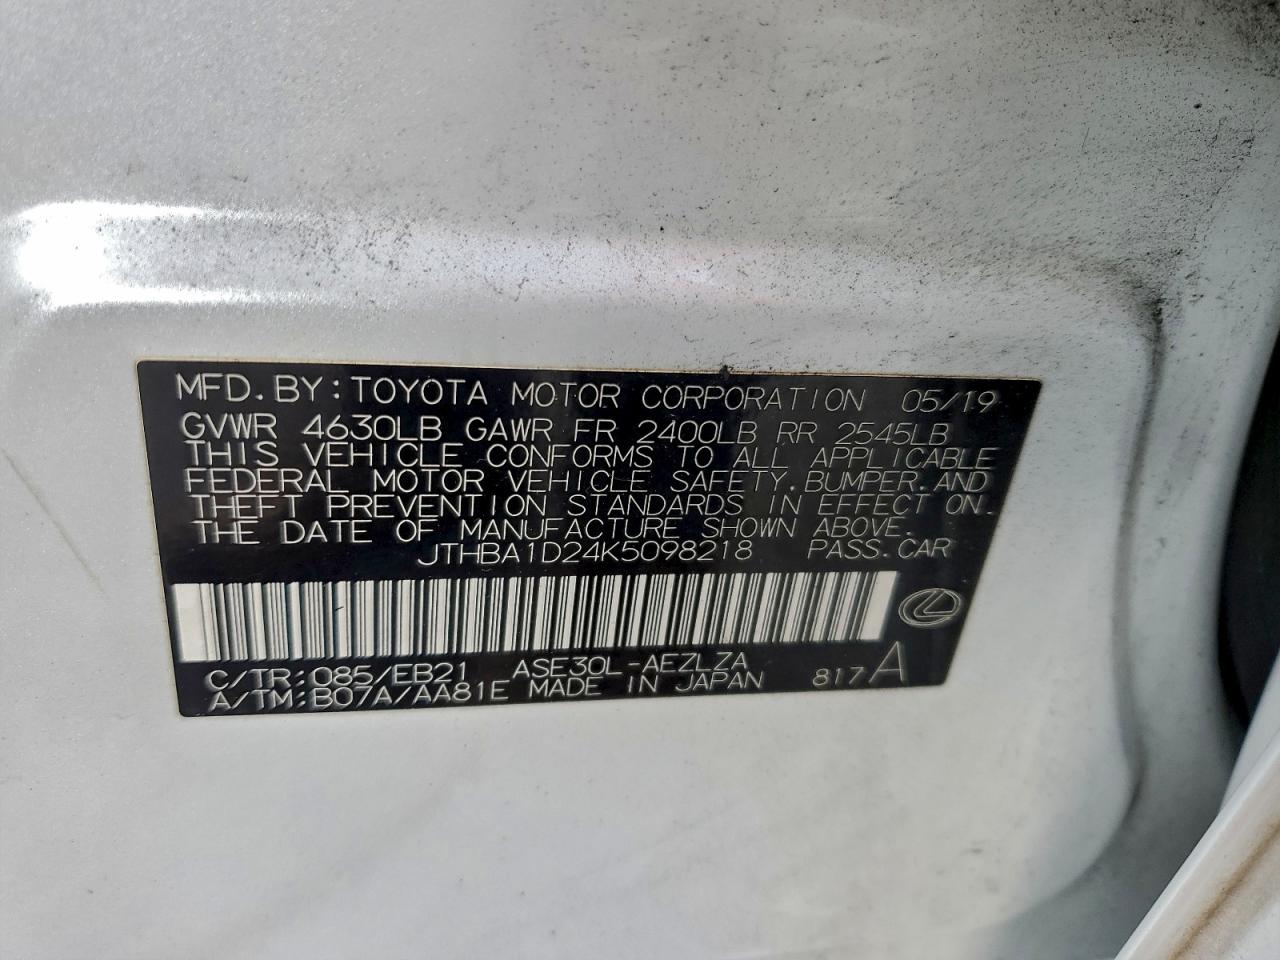 MFD. BY: TOYOTA MOTOR CORPORATION 05/19
GVWR 4630LB GAWR FR 2400LB RR 2545LB
THIS VEHICLE CONFORMS TO ALL APPLICABLE
FEDERAL MOTOR VEHICLE SAFETY, BUMPER, AND
THEFT PREVENTION STANDARDS IN EFFECT ON
THE DATE OF MANUFACTURE SHOWN ABOVE.
JTHBA1D24K5098218 PASS. CAR
C/TR: 085/EB21 ASE30L-AEZLZA
A/TM: B07A/AA81E MADE IN JAPAN 817A